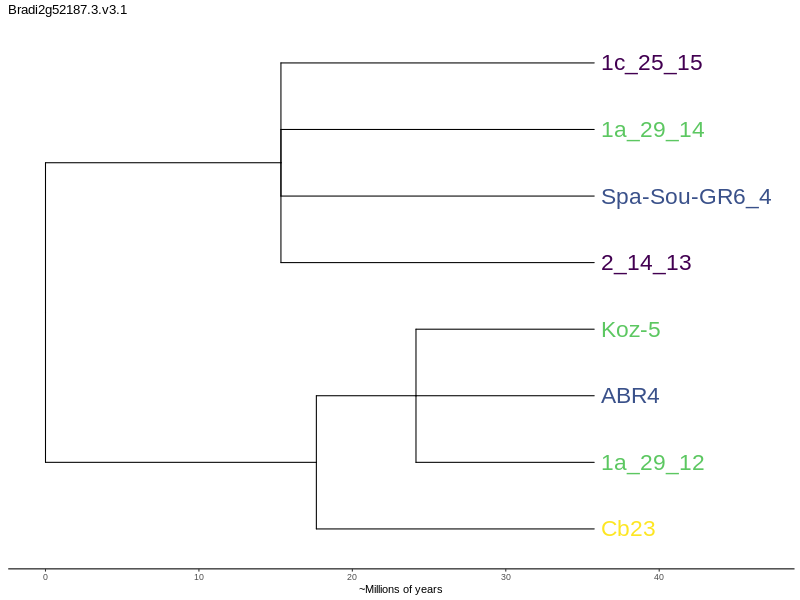 Bradi2g52187.3.v3.1
1c_25_15
1a_29_14
Spa-Sou-GR6_4
2_14_13
Koz-5
ABR4
1a_29_12
Cb23
0 10 20 30 40
~Millions of years